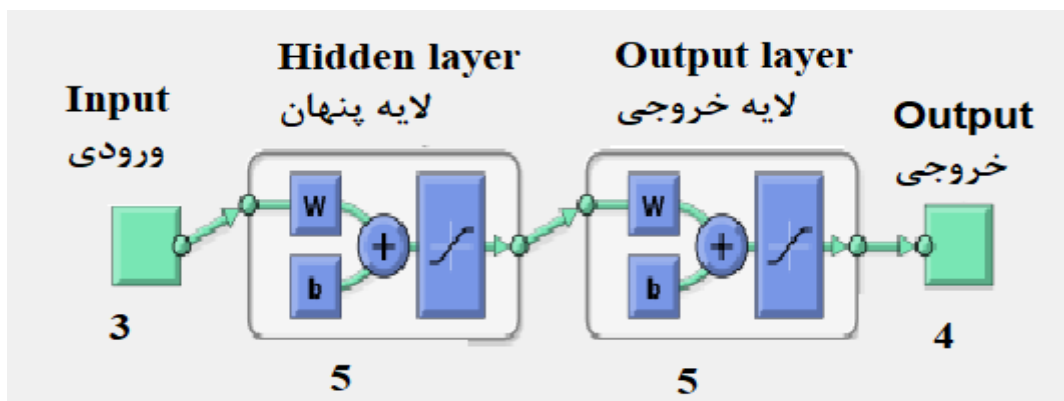 Input
ورودی
Hidden layer
لایه پنهان
Output layer
لایه خروجی
Output
خروجی
W
b
+
W
b
+
3
5
5
4